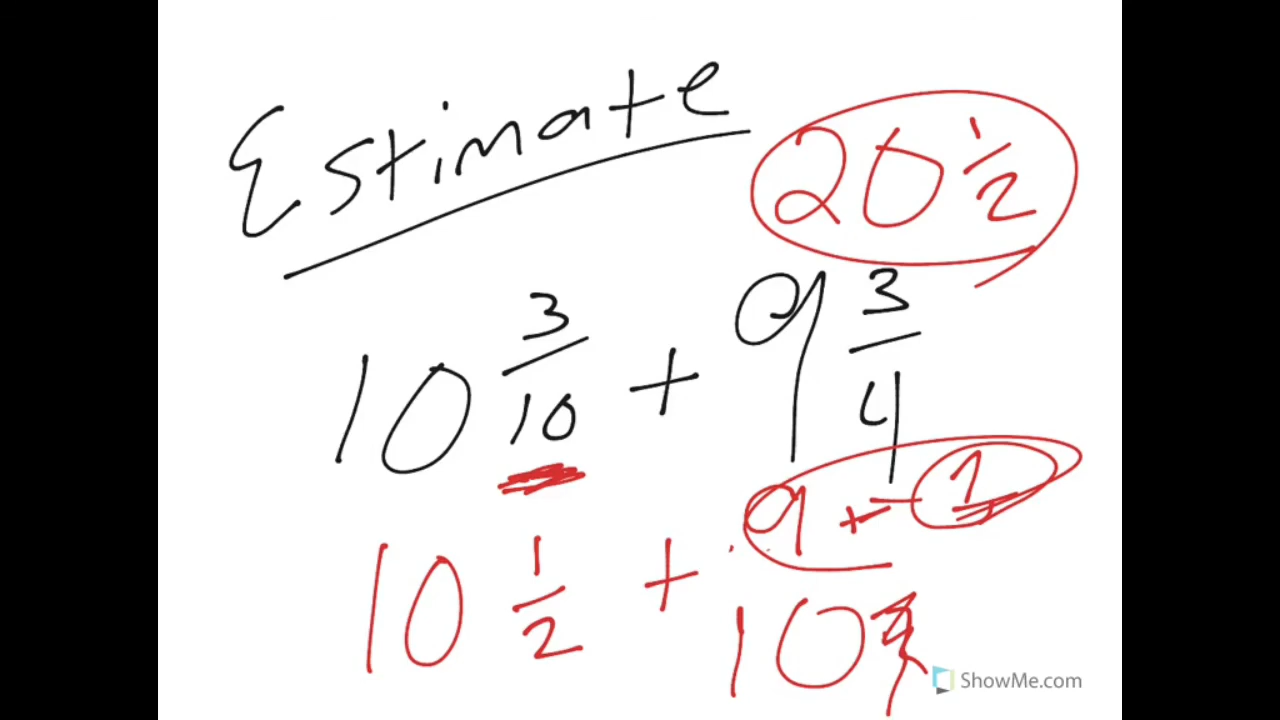 Estimate
20 1/2
10 3/10 + 9 3/4
9 + 1
10 1/2 + 10
ShowMe.com